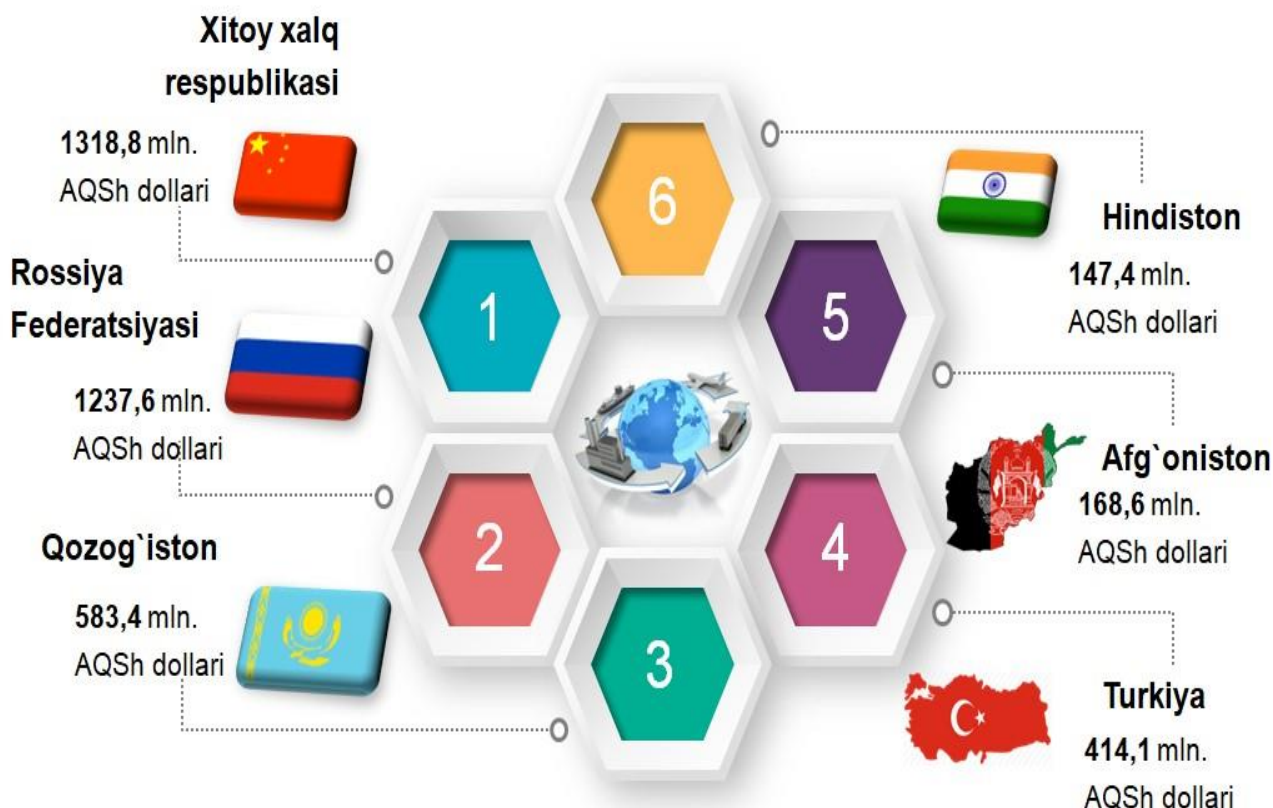 Xitoy xalq
respublikasi
1318,8 mln.
AQSh dollari
Rossiya
Federatsiyasi
1237,6 mln.
AQSh dollari
Qozog`iston
583,4 mln.
AQSh dollari
6
1
5
2
4
3
Hindiston
147,4 mln.
AQSh dollari
Afg`oniston
168,6 mln.
AQSh dollari
Turkiya
414,1 mln.
AQSh dollari